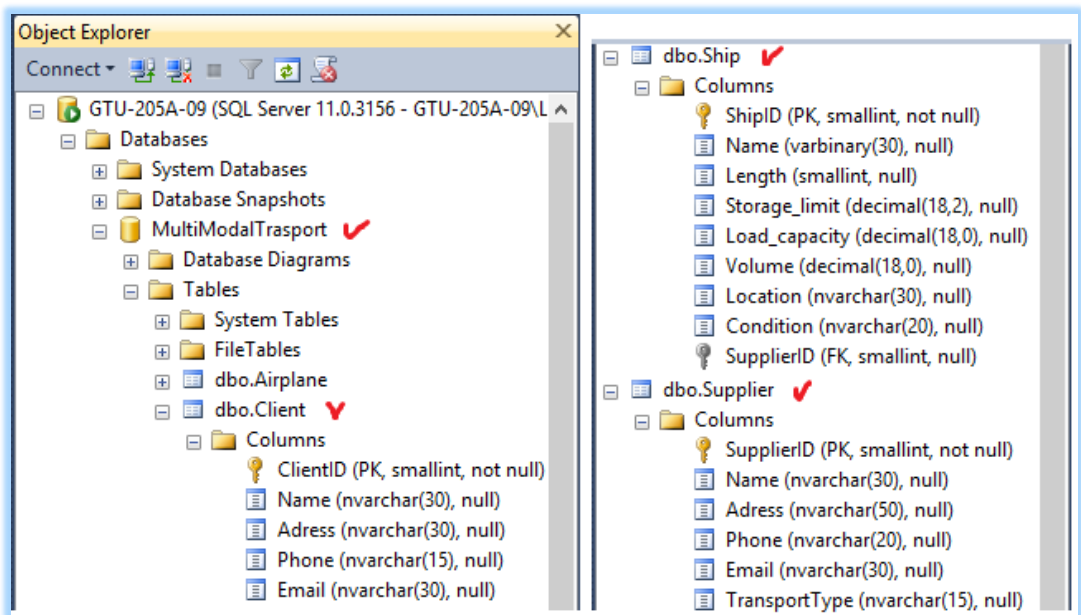 Object Explorer
Connect
GTU-205A-09 (SQL Server 11.0.3156 - GTU-205A-09\L
Databases
System Databases
Database Snapshots
MultiModalTrasport
Database Diagrams
Tables
System Tables
FileTables
dbo.Airplane
dbo.Client
Columns
ClientID (PK, smallint, not null)
Name (nvarchar(30), null)
Adress (nvarchar(30), null)
Phone (nvarchar(15), null)
Email (nvarchar(30), null)
dbo.Ship
Columns
ShipID (PK, smallint, not null)
Name (varbinary(30), null)
Length (smallint, null)
Storage_limit (decimal(18,2), null)
Load_capacity (decimal(18,0), null)
Volume (decimal(18,0), null)
Location (nvarchar(30), null)
Condition (nvarchar(20), null)
SupplierID (FK, smallint, null)
dbo.Supplier
Columns
SupplierID (PK, smallint, not null)
Name (nvarchar(30), null)
Adress (nvarchar(50), null)
Phone (nvarchar(20), null)
Email (nvarchar(30), null)
TransportType (nvarchar(15), null)